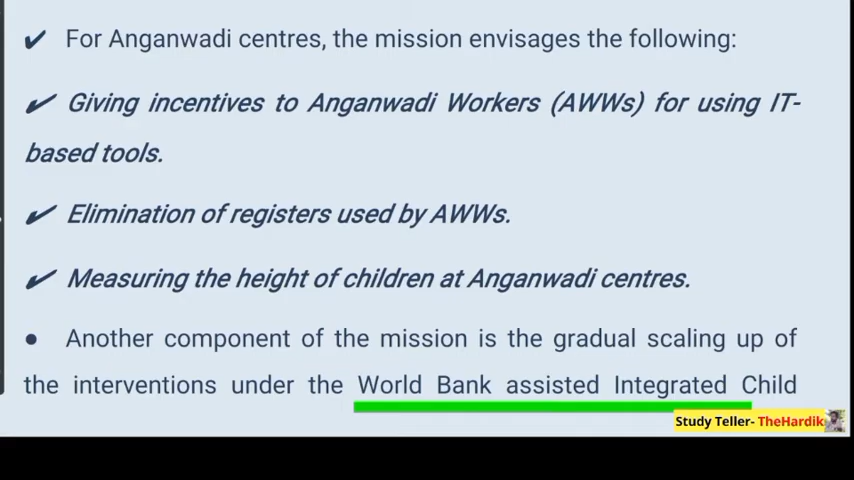 ✔ For Anganwadi centres, the mission envisages the following:
✔ Giving incentives to Anganwadi Workers (AWWs) for using IT-
based tools.
✔ Elimination of registers used by AWWs.
✔ Measuring the height of children at Anganwadi centres.
● Another component of the mission is the gradual scaling up of
the interventions under the World Bank assisted Integrated Child
Study Teller- TheHardik